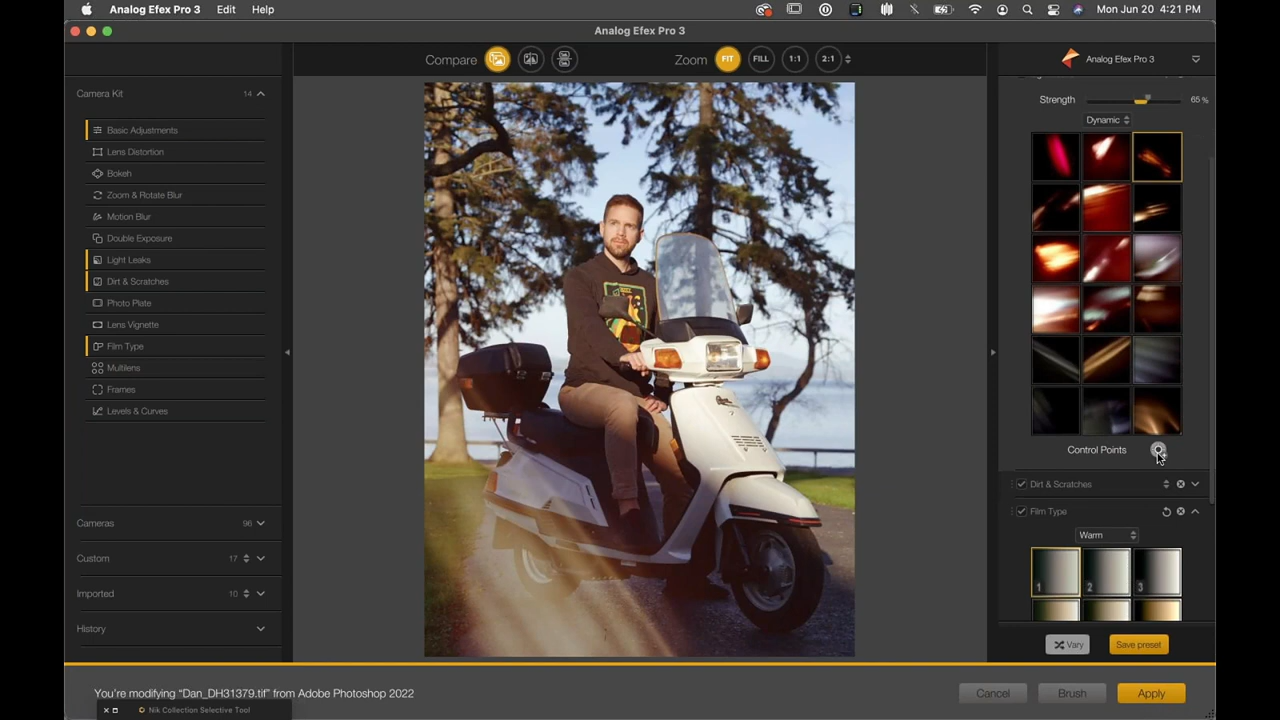 Analog Efex Pro 3 Edit Help Mon Jun 20 4:21 PM
Analog Efex Pro 3
Compare Zoom FIT FILL 1:1 2:1 Analog Efex Pro 3
Camera Kit 14
Basic Adjustments
Lens Distortion
Bokeh
Zoom & Rotate Blur
Motion Blur
Double Exposure
Light Leaks
Dirt & Scratches
Photo Plate
Lens Vignette
Film Type
Multilens
Frames
Levels & Curves
Cameras 96
Custom 17
Imported 10
History
Strength 65 %
Dynamic
Control Points
Dirt & Scratches
Film Type
Warm
1 2 3
Vary Save preset
You're modifying “Dan_DH31379.tif” from Adobe Photoshop 2022 Cancel Brush Apply
Nik Collection Selective Tool